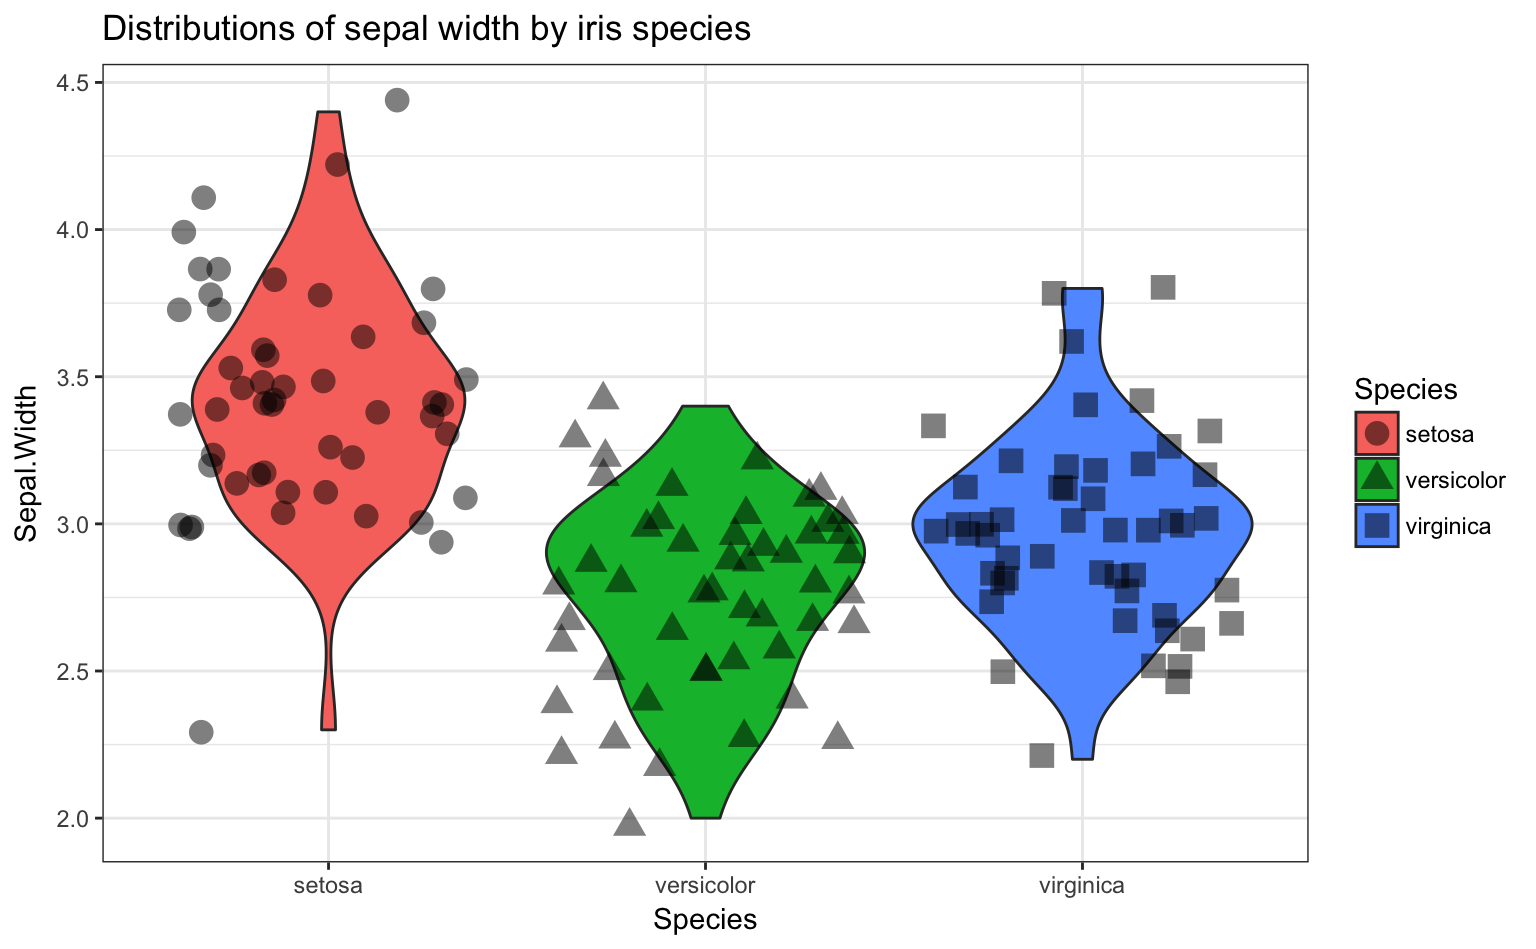 Distributions of sepal width by iris species
4.5
4.0
3.5
3.0
2.5
2.0
Sepal.Width
setosa
versicolor
virginica
Species
Species
setosa
versicolor
virginica